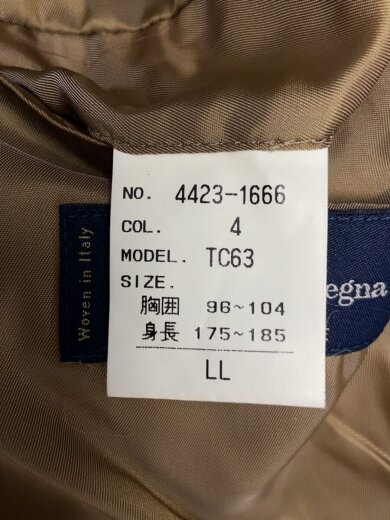 NO. 4423-1666
COL. 4
MODEL. TC63
SIZE.
胸囲 96~104
身長 175~185
LL
Woven in Italy
egna